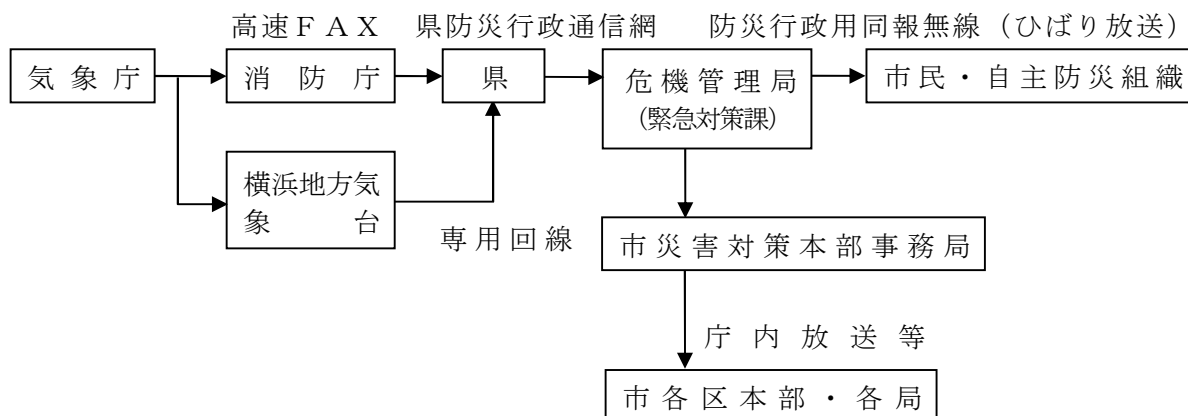 高速ＦＡＸ 県防災行政通信網 防災行政用同報無線（ひばり放送）
気象庁 消防庁 県 危機管理局 市民・自主防災組織
(緊急対策課)
横浜地方気
象台
専用回線
市災害対策本部事務局
庁内放送等
市各区本部・各局